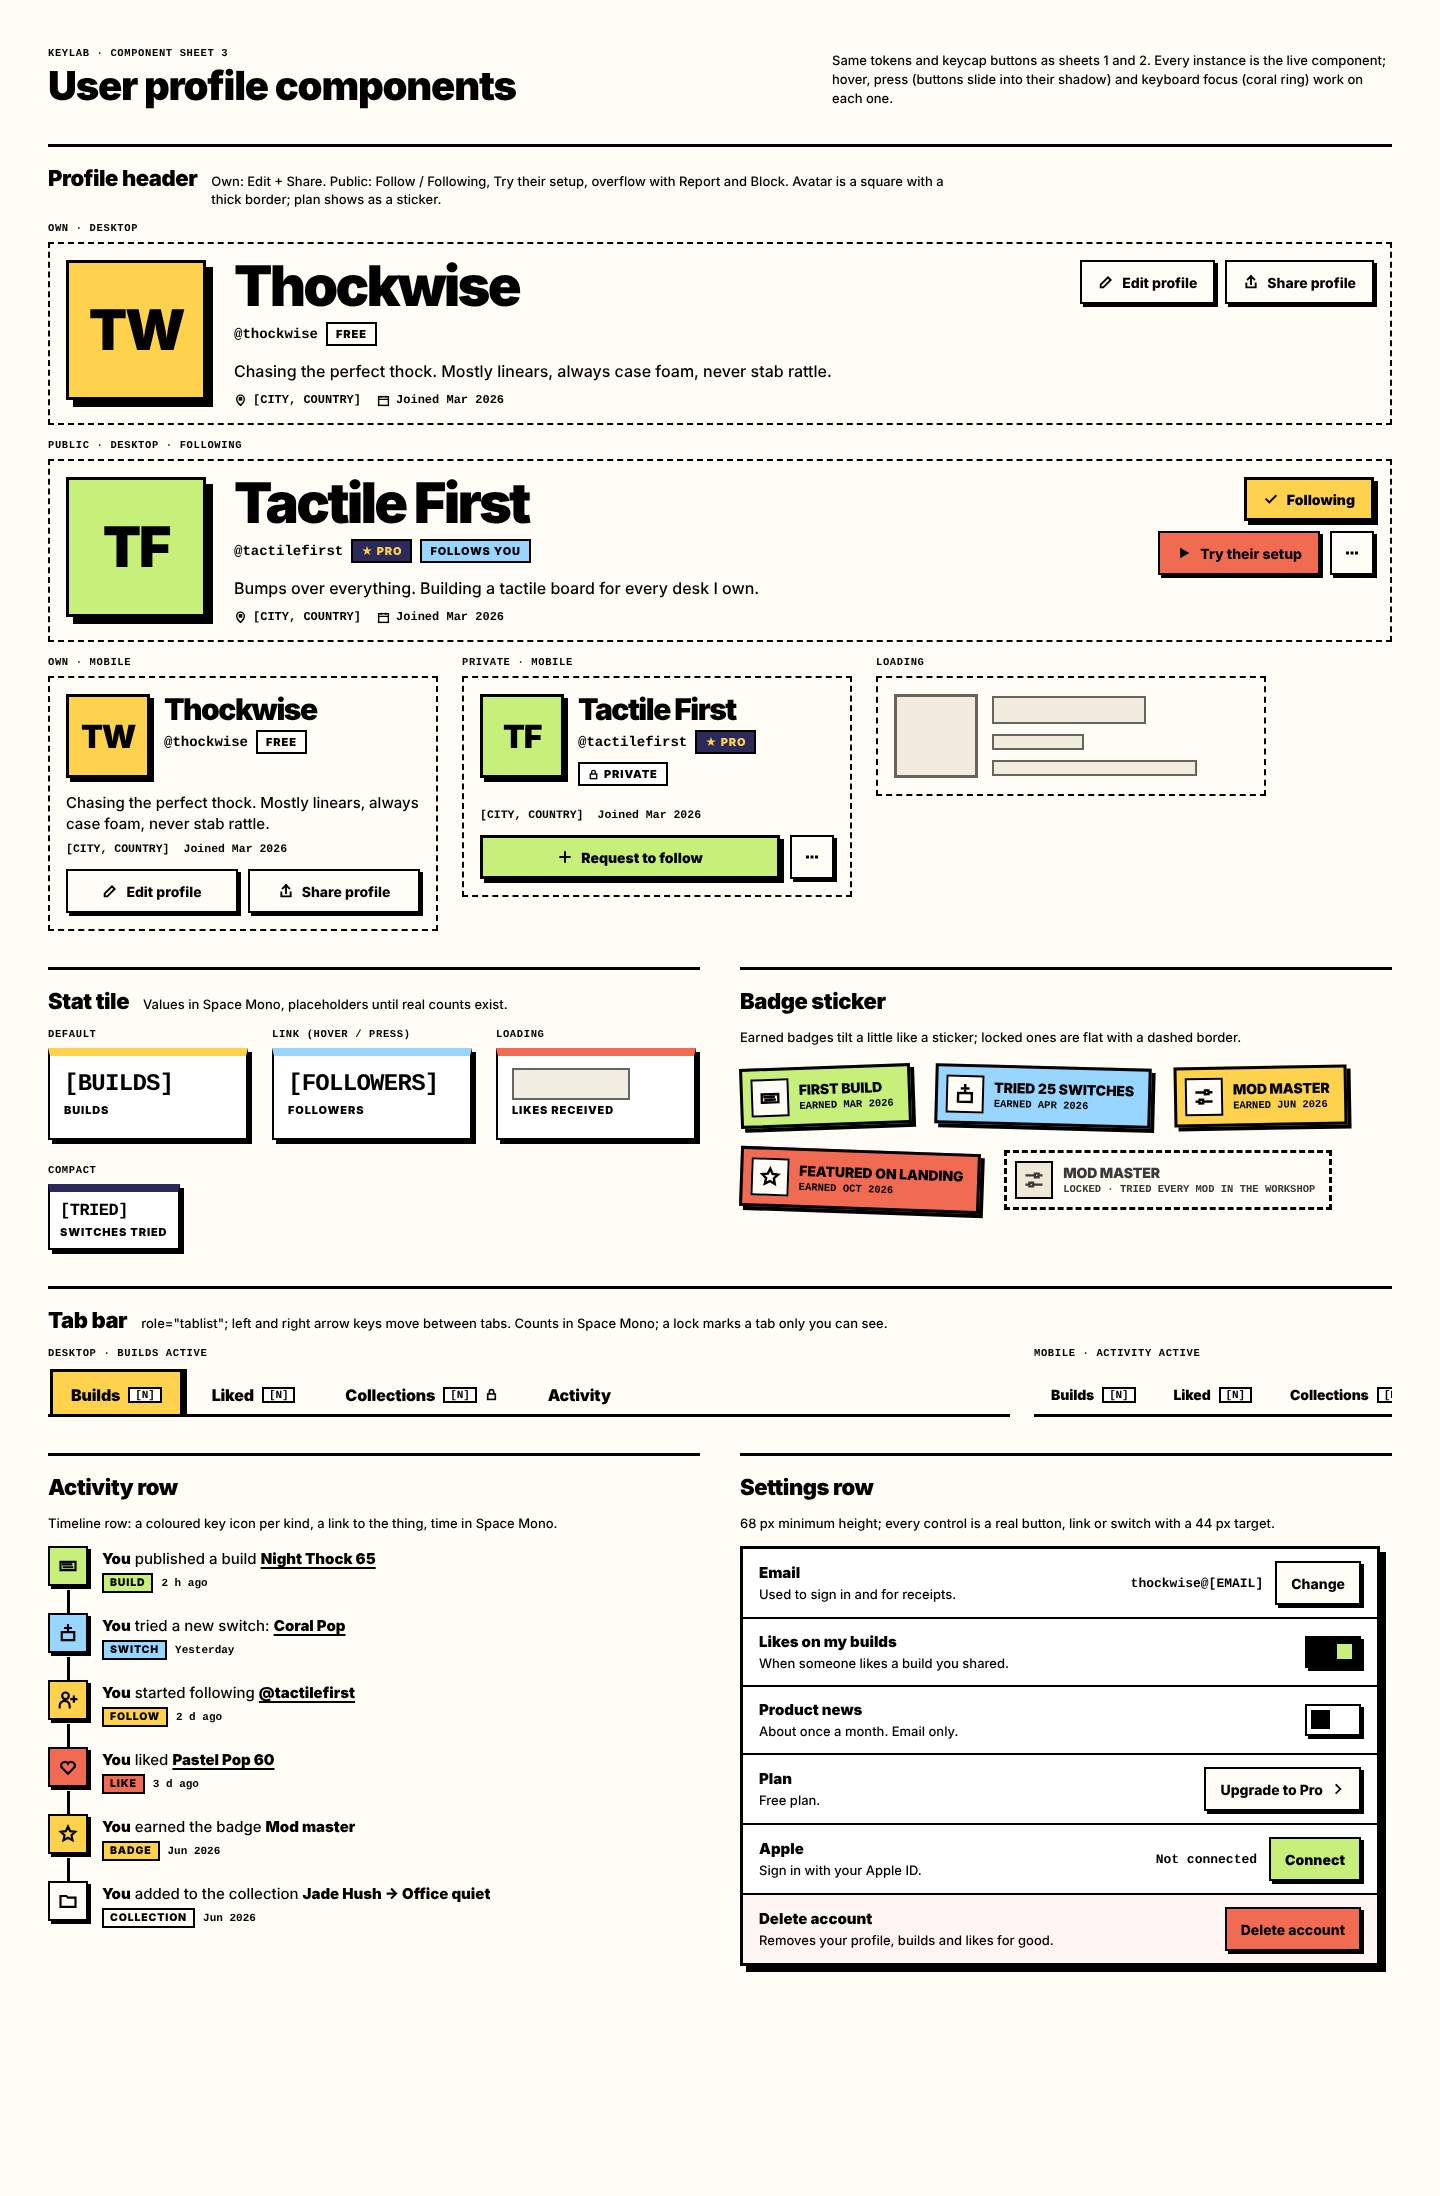 KEYLAB · COMPONENT SHEET 3
User profile components
Same tokens and keycap buttons as sheets 1 and 2. Every instance is the live component;
hover, press (buttons slide into their shadow) and keyboard focus (coral ring) work on
each one.
Profile header
Own: Edit + Share. Public: Follow / Following, Try their setup, overflow with Report and Block. Avatar is a square with a
thick border; plan shows as a sticker.
OWN · DESKTOP
TW
Thockwise
@thockwise FREE
Chasing the perfect thock. Mostly linears, always case foam, never stab rattle.
[CITY, COUNTRY] Joined Mar 2026
Edit profile
Share profile
PUBLIC · DESKTOP · FOLLOWING
TF
Tactile First
@tactilefirst ★ PRO FOLLOWS YOU
Bumps over everything. Building a tactile board for every desk I own.
[CITY, COUNTRY] Joined Mar 2026
Following
Try their setup
OWN · MOBILE
TW
Thockwise
@thockwise FREE
Chasing the perfect thock. Mostly linears, always
case foam, never stab rattle.
[CITY, COUNTRY] Joined Mar 2026
Edit profile
Share profile
PRIVATE · MOBILE
TF
Tactile First
@tactilefirst ★ PRO
PRIVATE
[CITY, COUNTRY] Joined Mar 2026
Request to follow
LOADING
Stat tile
Values in Space Mono, placeholders until real counts exist.
DEFAULT
[BUILDS]
BUILDS
LINK (HOVER / PRESS)
[FOLLOWERS]
FOLLOWERS
LOADING
LIKES RECEIVED
COMPACT
[TRIED]
SWITCHES TRIED
Badge sticker
Earned badges tilt a little like a sticker; locked ones are flat with a dashed border.
FIRST BUILD
EARNED MAR 2026
TRIED 25 SWITCHES
EARNED APR 2026
MOD MASTER
EARNED JUN 2026
FEATURED ON LANDING
EARNED OCT 2026
MOD MASTER
LOCKED · TRIED EVERY MOD IN THE WORKSHOP
Tab bar
role="tablist"; left and right arrow keys move between tabs. Counts in Space Mono; a lock marks a tab only you can see.
DESKTOP · BUILDS ACTIVE
Builds [N] Liked [N] Collections [N] Activity
MOBILE · ACTIVITY ACTIVE
Builds [N] Liked [N] Collections
Activity row
Timeline row: a coloured key icon per kind, a link to the thing, time in Space Mono.
You published a build Night Thock 65
BUILD 2 h ago
You tried a new switch: Coral Pop
SWITCH Yesterday
You started following @tactilefirst
FOLLOW 2 d ago
You liked Pastel Pop 60
LIKE 3 d ago
You earned the badge Mod master
BADGE Jun 2026
You added to the collection Jade Hush → Office quiet
COLLECTION Jun 2026
Settings row
68 px minimum height; every control is a real button, link or switch with a 44 px target.
Email
Used to sign in and for receipts.
thockwise@[EMAIL]
Change
Likes on my builds
When someone likes a build you shared.
Product news
About once a month. Email only.
Plan
Free plan.
Upgrade to Pro
Apple
Sign in with your Apple ID.
Not connected
Connect
Delete account
Removes your profile, builds and likes for good.
Delete account